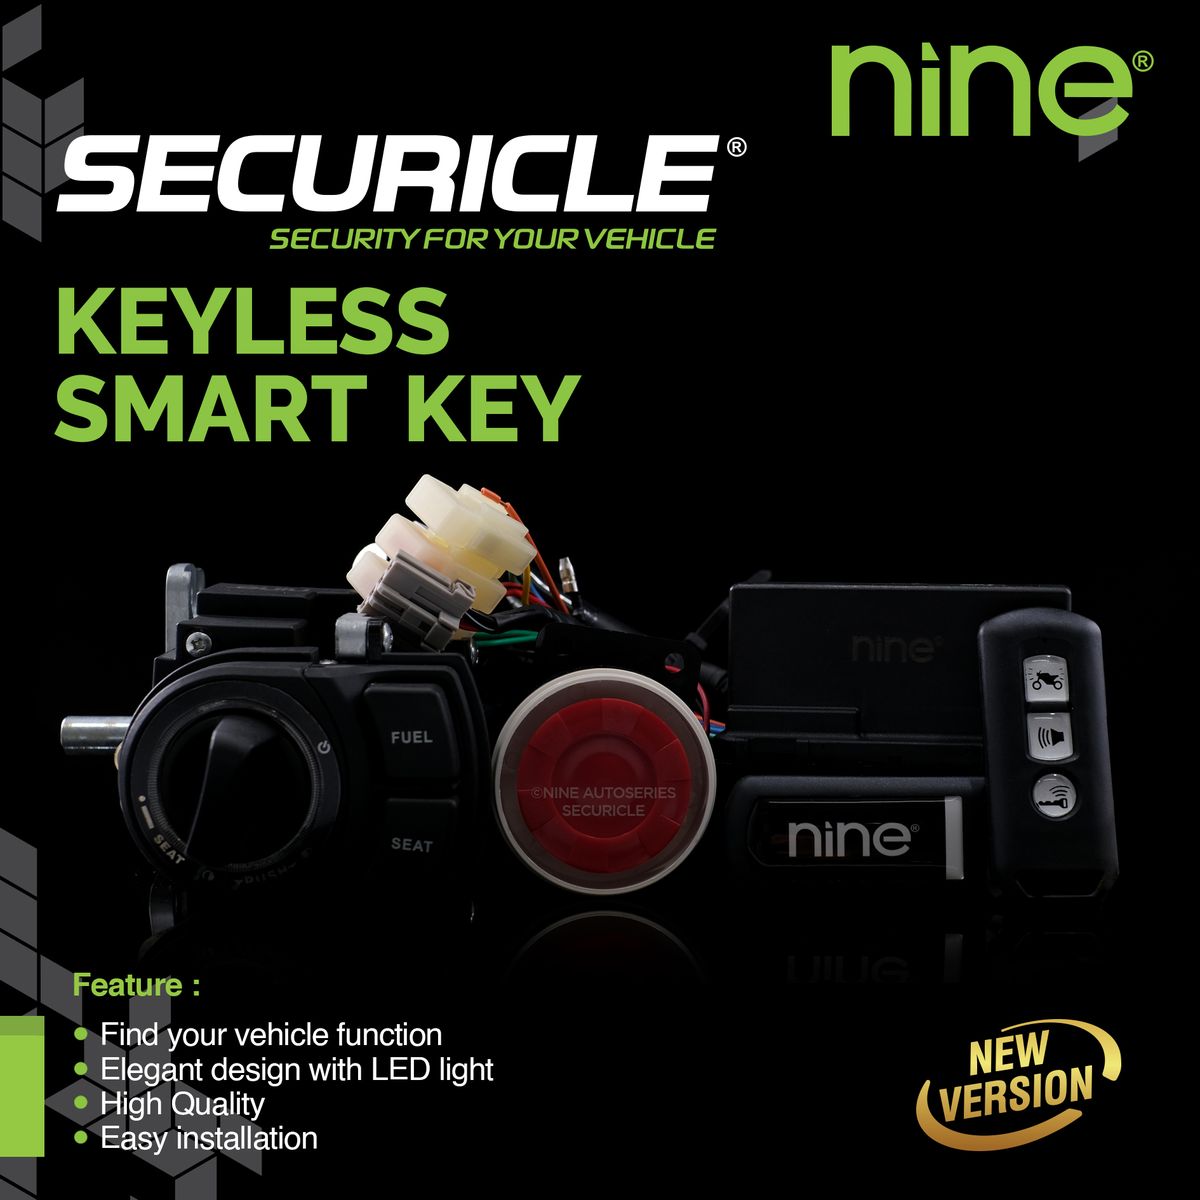 nine®
SECURICLE®
SECURITY FOR YOUR VEHICLE
KEYLESS
SMART KEY
nine®
FUEL
SEAT
SEAT
©NINE AUTOSERIES
SECURICLE
nine®
Feature :
• Find your vehicle function
• Elegant design with LED light
• High Quality
• Easy installation
NEW
VERSION